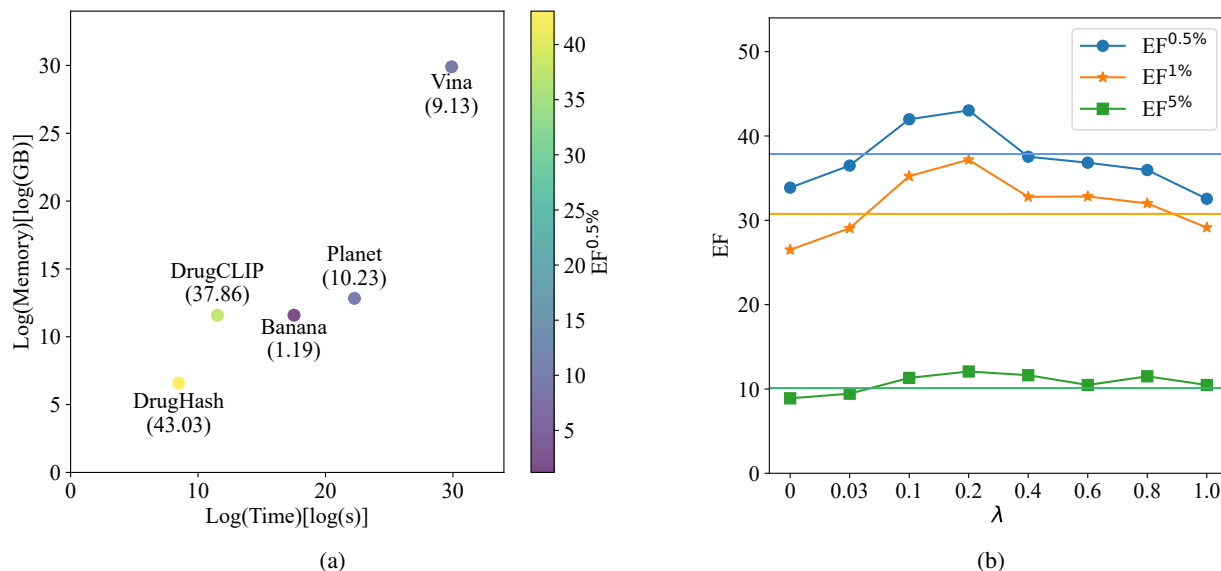 30
25
20
15
10
5
0
0
10
20
30
Log(Memory)[log(GB)]
Log(Time)[log(s)]
Vina
(9.13)
Planet
(10.23)
DrugCLIP
(37.86)
Banana
(1.19)
DrugHash
(43.03)
40
35
30
25
20
15
10
5
EF0.5%
(a)
50
40
30
20
10
0
EF
EF0.5%
EF1%
EF5%
0
0.03
0.1
0.2
0.4
0.6
0.8
1.0
λ
(b)